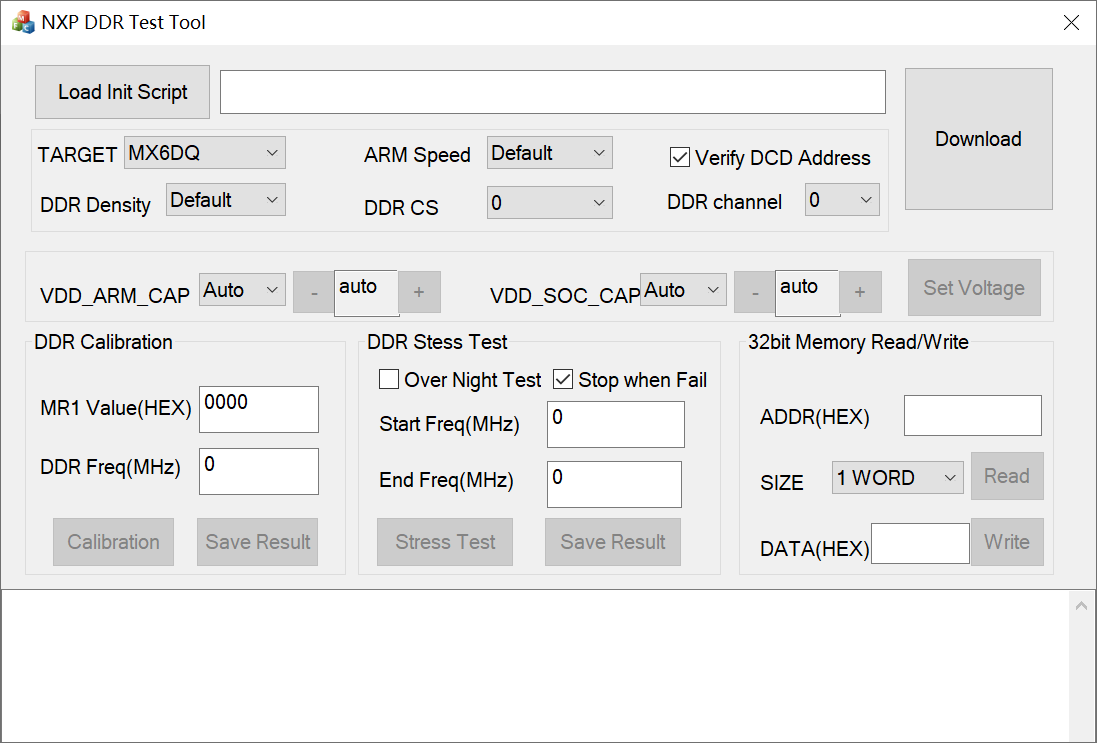 NXP DDR Test Tool
Load Init Script
Download
TARGET MX6DQ ARM Speed Default Verify DCD Address
DDR Density Default DDR CS 0 DDR channel 0
VDD_ARM_CAP Auto - auto + VDD_SOC_CAP Auto - auto + Set Voltage
DDR Calibration
MR1 Value(HEX) 0000
DDR Freq(MHz) 0
Calibration Save Result
DDR Stess Test
Over Night Test Stop when Fail
Start Freq(MHz) 0
End Freq(MHz) 0
Stress Test Save Result
32bit Memory Read/Write
ADDR(HEX)
SIZE 1 WORD Read
DATA(HEX) Write